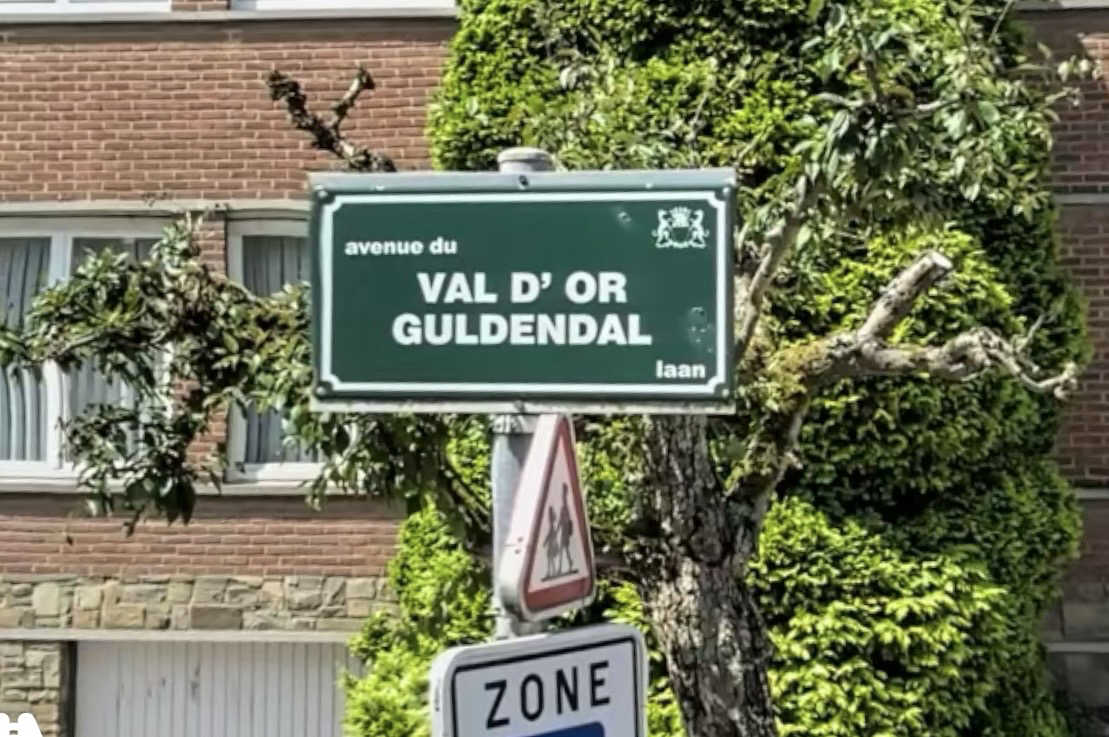 avenue du
VAL D' OR
GULDENDAL
laan
ZONE